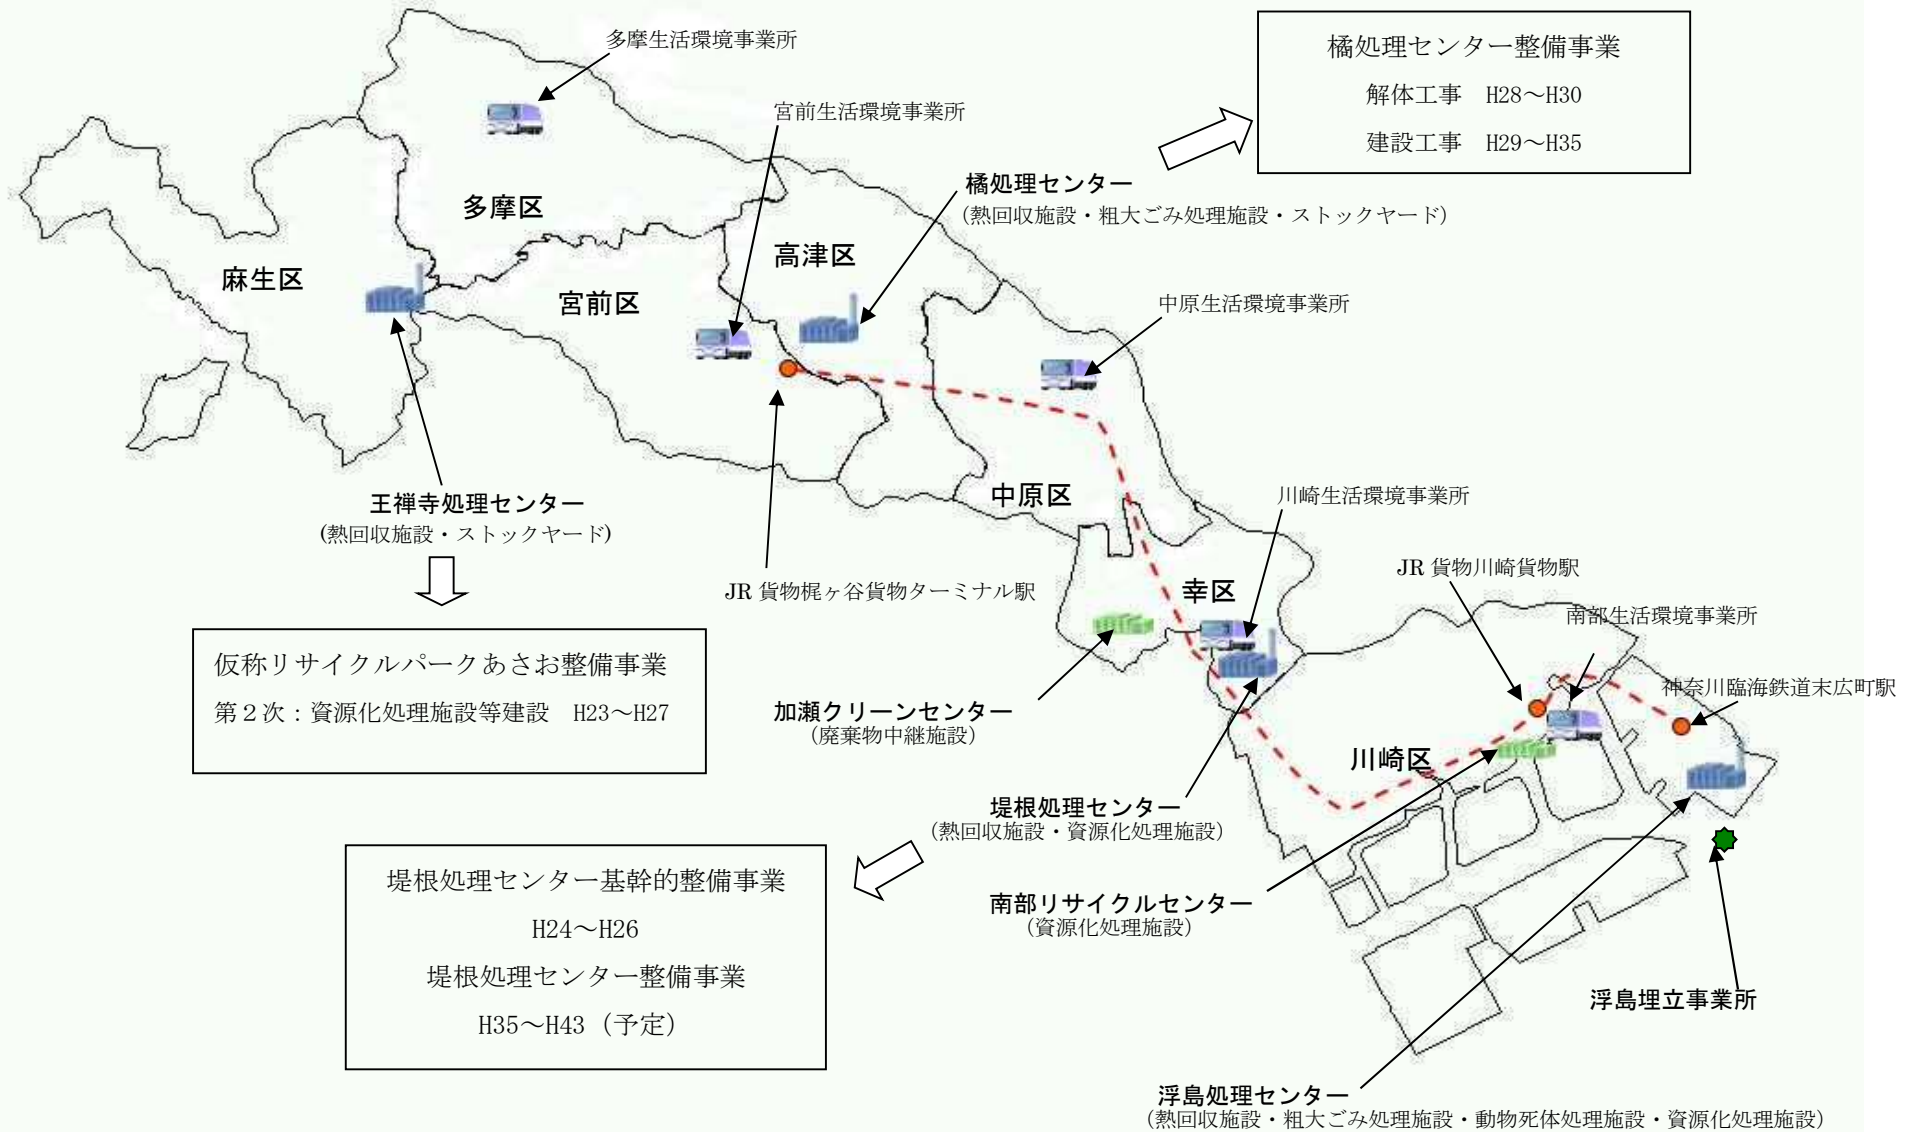 多摩生活環境事業所
橘処理センター整備事業
解体工事　H28～H30
建設工事　H29～H35
宮前生活環境事業所
橘処理センター
（熱回収施設・粗大ごみ処理施設・ストックヤード）
多摩区
高津区
麻生区
宮前区
中原生活環境事業所
王禅寺処理センター
(熱回収施設・ストックヤード)
中原区
川崎生活環境事業所
JR 貨物梶ヶ谷貨物ターミナル駅
幸区
JR 貨物川崎貨物駅
南部生活環境事業所
仮称リサイクルパークあさお整備事業
第２次：資源化処理施設等建設　H23～H27
神奈川臨海鉄道末広町駅
加瀬クリーンセンター
（廃棄物中継施設）
川崎区
堤根処理センター
（熱回収施設・資源化処理施設）
堤根処理センター基幹的整備事業
H24～H26
堤根処理センター整備事業
H35～H43（予定）
南部リサイクルセンター
（資源化処理施設）
浮島埋立事業所
浮島処理センター
（熱回収施設・粗大ごみ処理施設・動物死体処理施設・資源化処理施設）